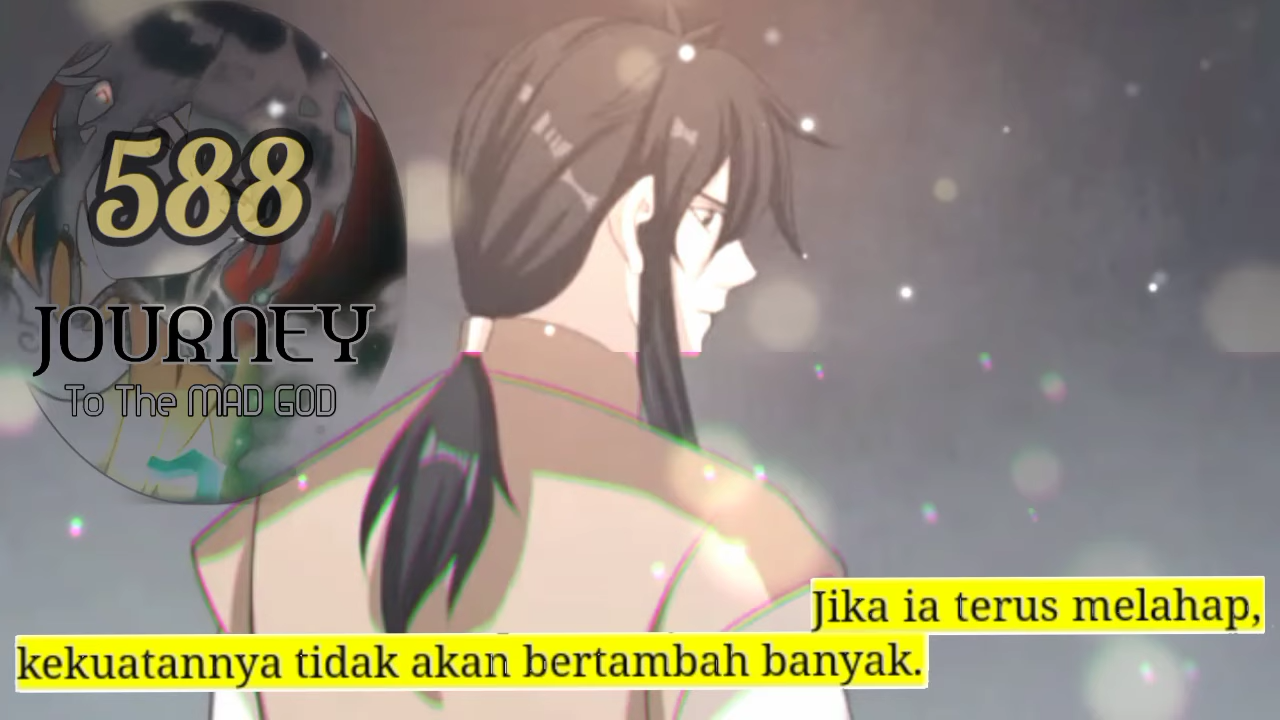 588
JOURNEY
To The MAD GOD
Jika ia terus melahap,
kekuatannya tidak akan bertambah banyak.